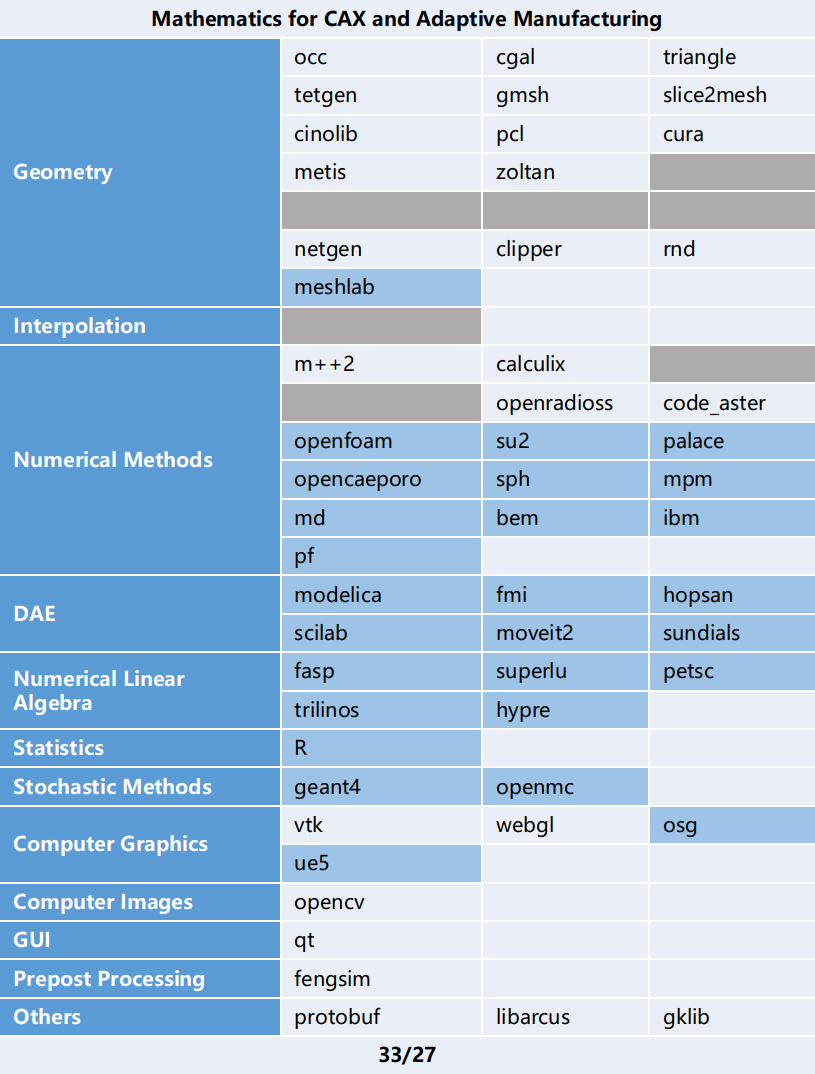 Mathematics for CAX and Adaptive Manufacturing
Geometry
occ cgal triangle
tetgen gmsh slice2mesh
cinolib pcl cura
metis zoltan
netgen clipper rnd
meshlab
Interpolation
Numerical Methods
m++2 calculix
openradioss code_aster
openfoam su2 palace
opencaeporo sph mpm
md bem ibm
pf
DAE
modelica fmi hopsan
scilab moveit2 sundials
Numerical Linear
Algebra
fasp superlu petsc
trilinos hypre
Statistics R
Stochastic Methods geant4 openmc
Computer Graphics
vtk webgl osg
ue5
Computer Images opencv
GUI qt
Prepost Processing fengsim
Others protobuf libarcus gklib
33/27